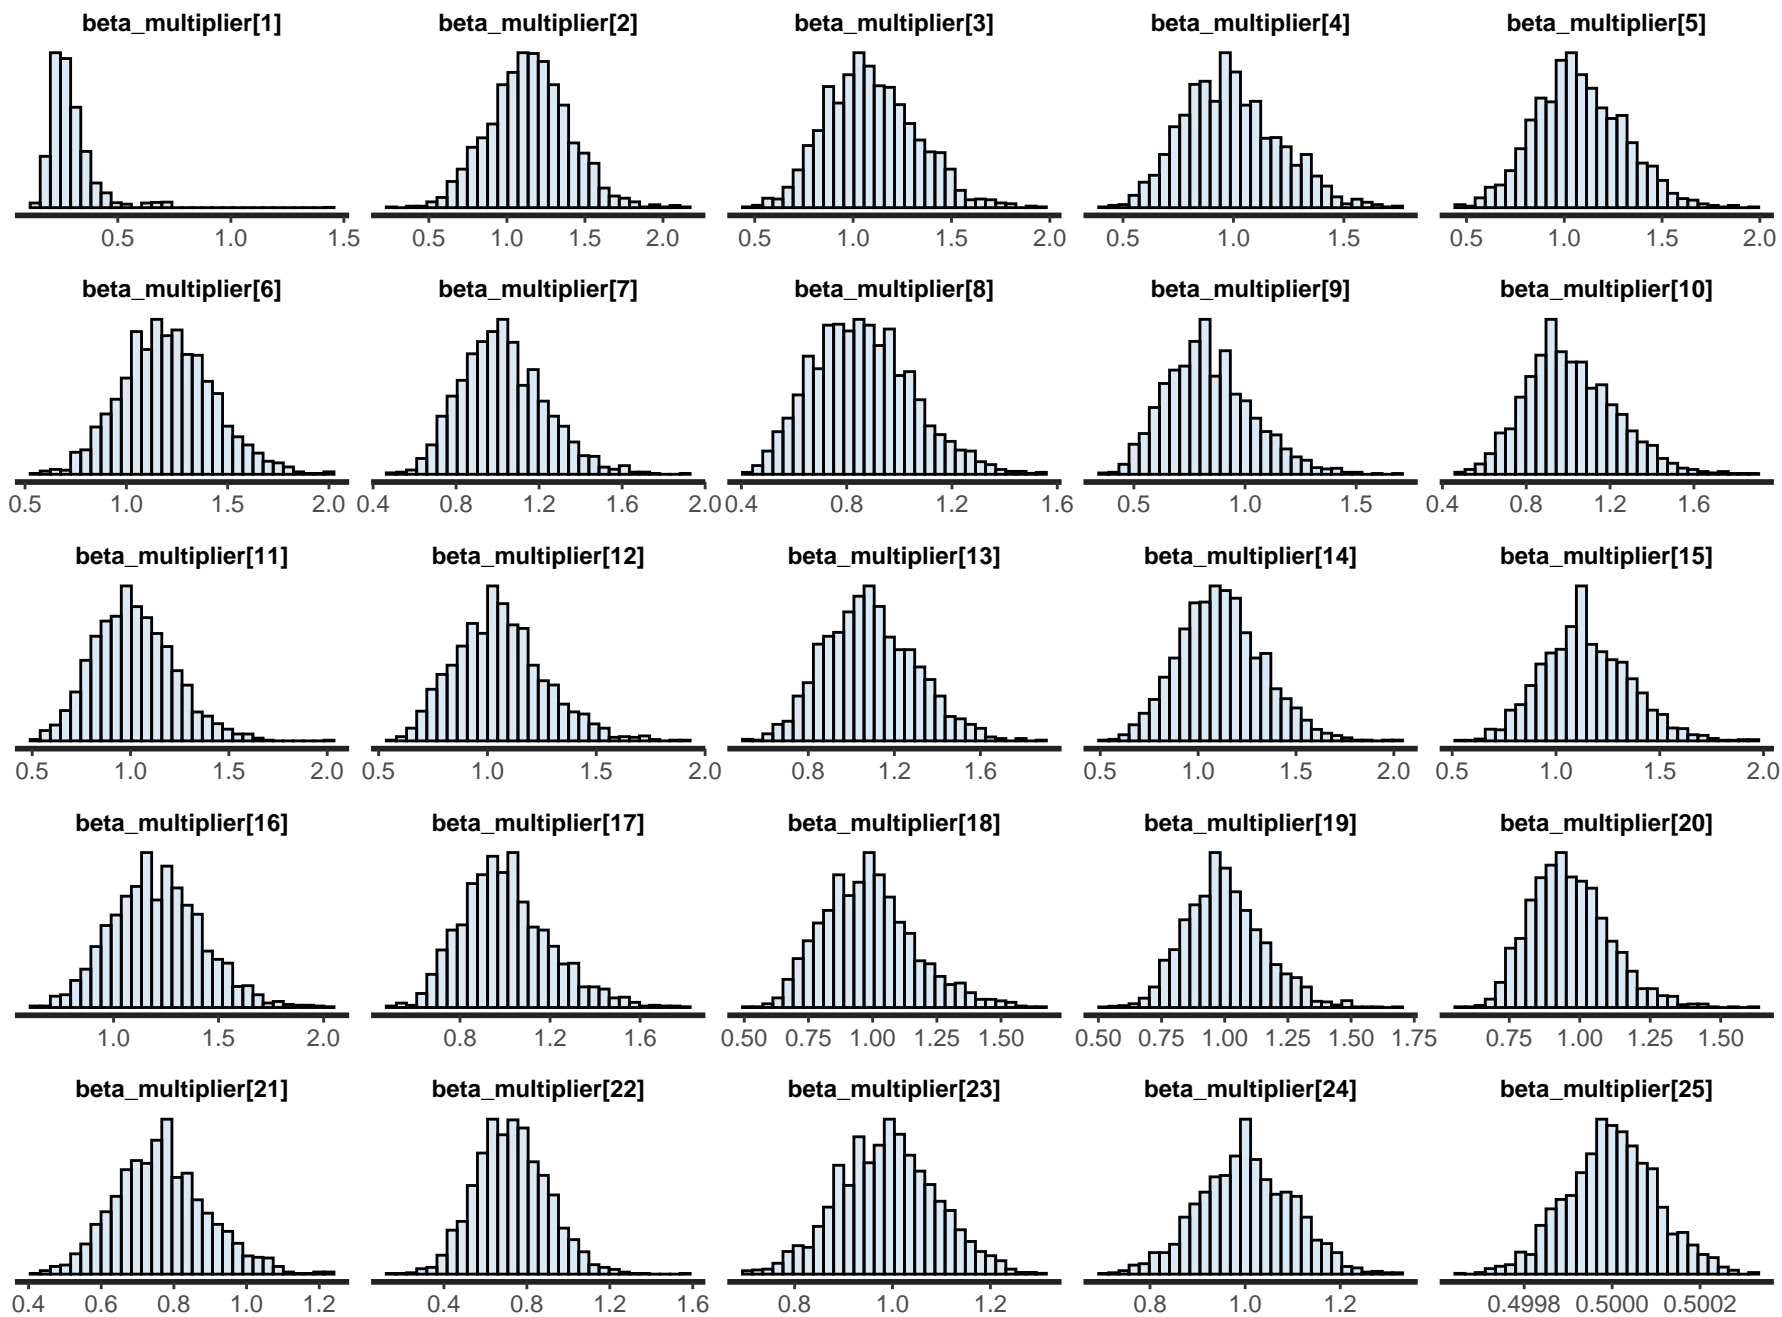 beta_multiplier[1] beta_multiplier[2] beta_multiplier[3] beta_multiplier[4] beta_multiplier[5]
0.5 1.0 1.5 0.5 1.0 1.5 2.0 0.5 1.0 1.5 2.0 0.5 1.0 1.5 0.5 1.0 1.5 2.0
beta_multiplier[6] beta_multiplier[7] beta_multiplier[8] beta_multiplier[9] beta_multiplier[10]
0.5 1.0 1.5 2.0 0.4 0.8 1.2 1.6 2.0 0.4 0.8 1.2 1.6 0.5 1.0 1.5 0.4 0.8 1.2 1.6
beta_multiplier[11] beta_multiplier[12] beta_multiplier[13] beta_multiplier[14] beta_multiplier[15]
0.5 1.0 1.5 2.0 0.5 1.0 1.5 2.0 0.8 1.2 1.6 0.5 1.0 1.5 2.0 0.5 1.0 1.5 2.0
beta_multiplier[16] beta_multiplier[17] beta_multiplier[18] beta_multiplier[19] beta_multiplier[20]
1.0 1.5 2.0 0.8 1.2 1.6 0.50 0.75 1.00 1.25 1.50 0.50 0.75 1.00 1.25 1.50 1.75 0.75 1.00 1.25 1.50
beta_multiplier[21] beta_multiplier[22] beta_multiplier[23] beta_multiplier[24] beta_multiplier[25]
0.4 0.6 0.8 1.0 1.2 0.4 0.8 1.2 1.6 0.8 1.0 1.2 0.8 1.0 1.2 0.4998 0.5000 0.5002